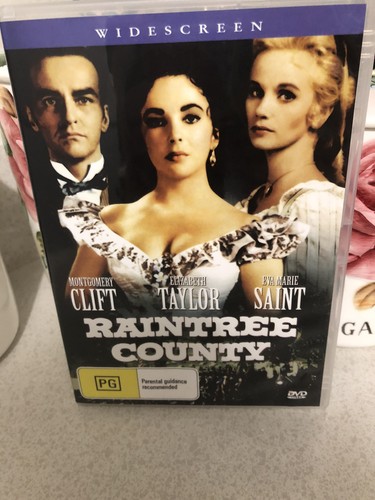 WIDESCREEN
MONTGOMERY ELIZABETH EVA MARIE
CLIFT TAYLOR SAINT
RAINTREE
COUNTY
PG
Parental guidance
recommended
DVD
GA